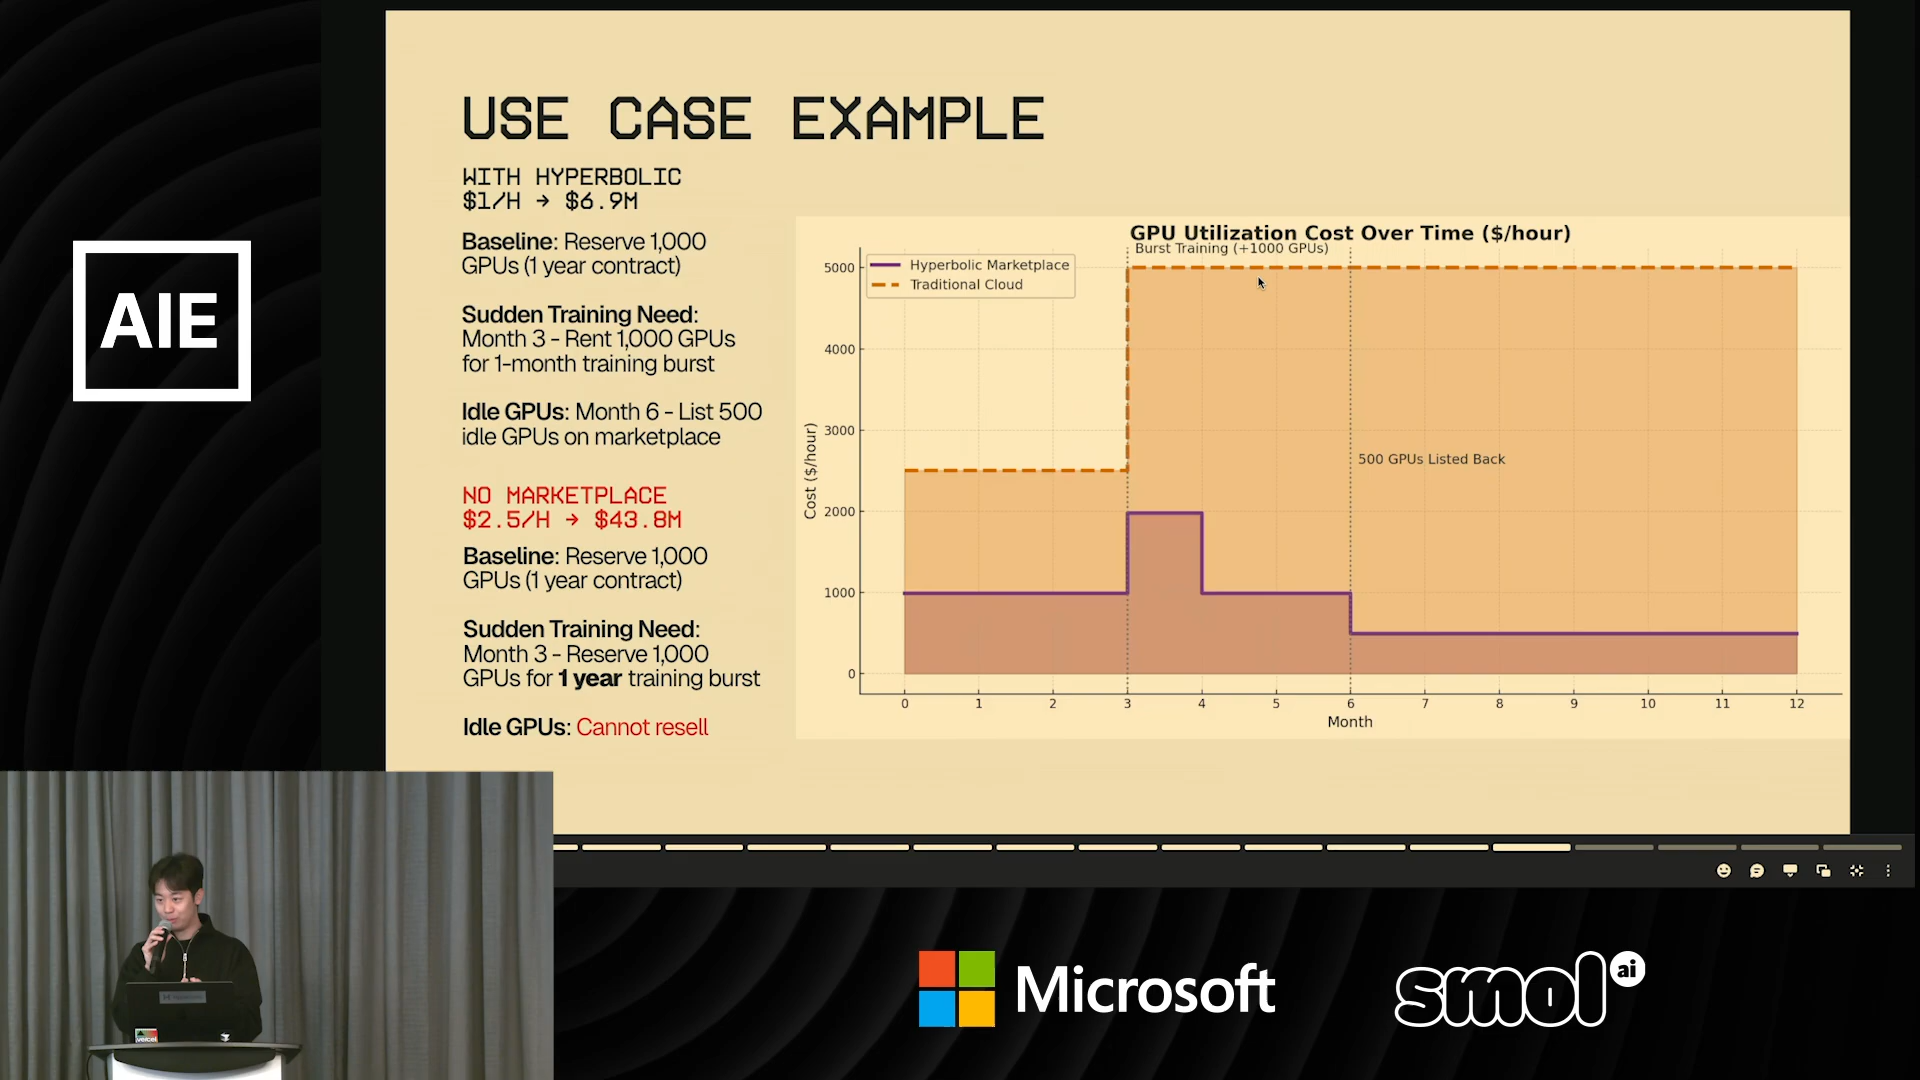 AIE
USE CASE EXAMPLE
WITH HYPERBOLIC
$1/H → $6.9M
Baseline: Reserve 1,000
GPUs (1 year contract)
Sudden Training Need:
Month 3 - Rent 1,000 GPUs
for 1-month training burst
Idle GPUs: Month 6 - List 500
idle GPUs on marketplace
NO MARKETPLACE
$2.5/H → $43.8M
Baseline: Reserve 1,000
GPUs (1 year contract)
Sudden Training Need:
Month 3 - Reserve 1,000
GPUs for 1 year training burst
Idle GPUs: Cannot resell
GPU Utilization Cost Over Time ($/hour)
Burst Training (+1000 GPUs)
Hyperbolic Marketplace
Traditional Cloud
500 GPUs Listed Back
Cost ($/hour)
5000
4000
3000
2000
1000
0
0 1 2 3 4 5 6 7 8 9 10 11 12
Month
Microsoft
smol ai